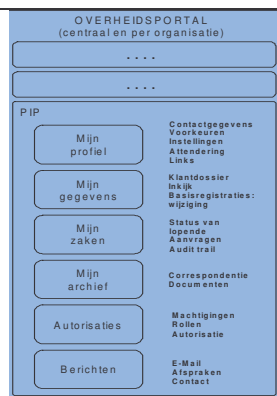 OVERHEIDSPORTAL
(centraal en per organisatie)
....
....
PIP
Mijn
profiel
Contactgegevens
Voorkeuren
Instellingen
Attendering
Links
Mijn
gegevens
Klantdossier
Inkijk
Basisregistraties:
wijziging
Mijn
zaken
Status van
lopende
Aanvragen
Audit trail
Mijn
archief
Correspondentie
Documenten
Autorisaties
Machtigingen
Rollen
Autorisatie
Berichten
E-Mail
Afspraken
Contact